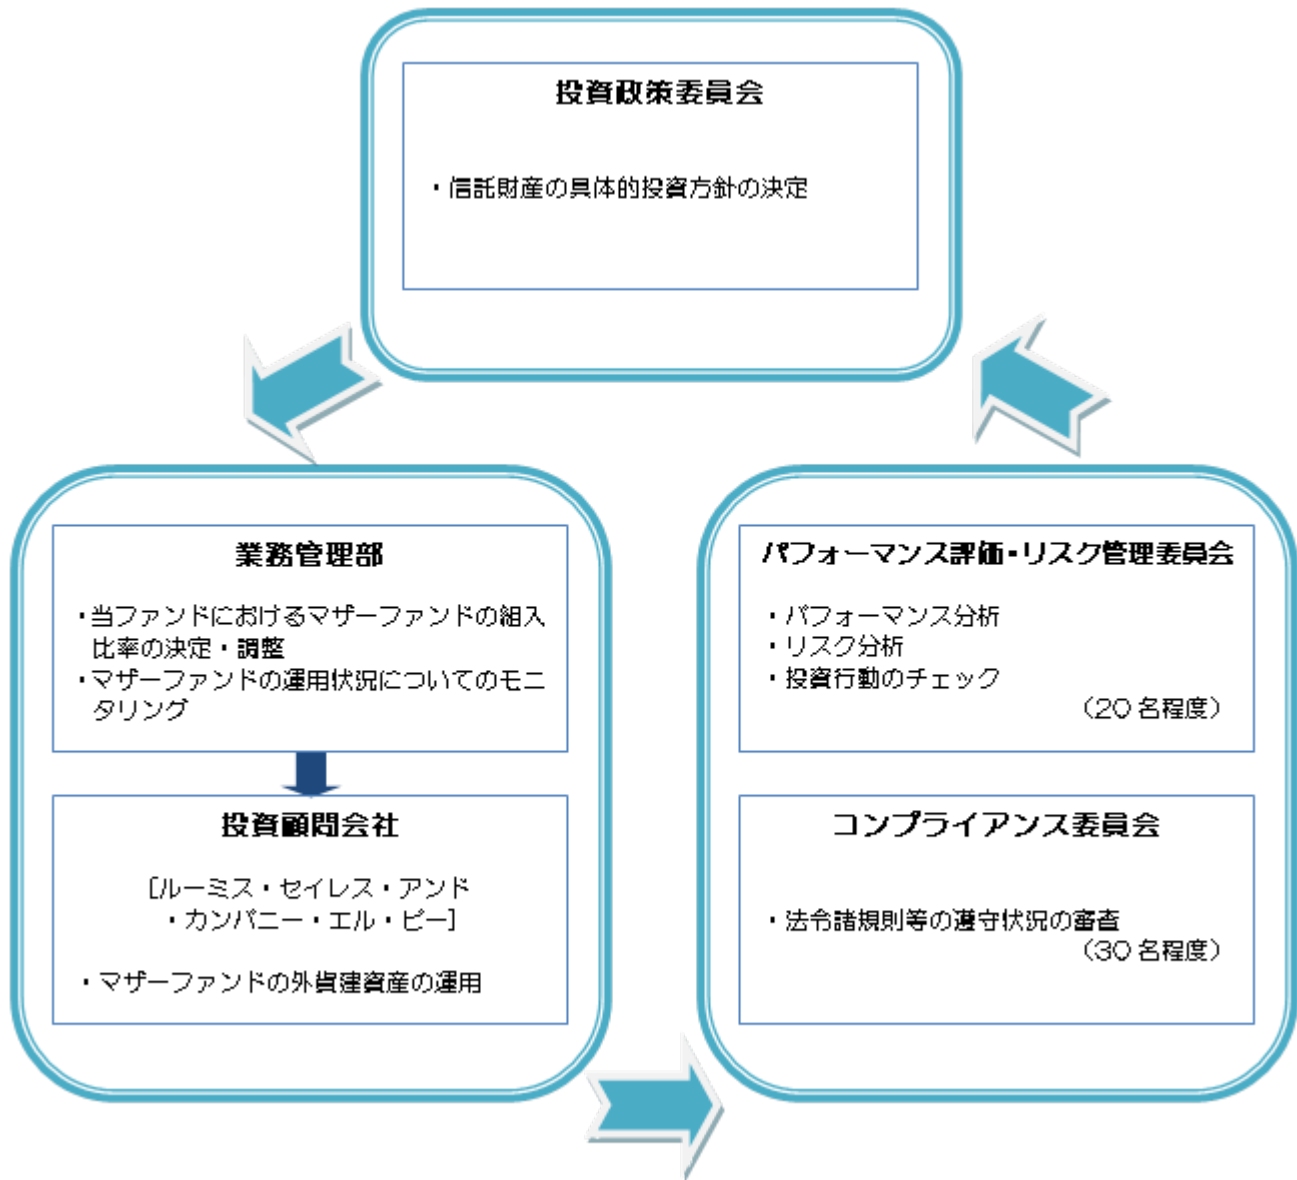 投資政策委員会
・信託財産の具体的投資方針の決定
業務管理部
・当ファンドにおけるマザーファンドの組入
比率の決定・調整
・マザーファンドの運用状況についてのモニ
タリング
投資顧問会社
[ルーミス・セイレス・アンド
・カンパニー・エル・ピー]
・マザーファンドの外貨建資産の運用
パフォーマンス評価・リスク管理委員会
・パフォーマンス分析
・リスク分析
・投資行動のチェック
（20 名程度）
コンプライアンス委員会
・法令諸規則等の遵守状況の審査
（30 名程度）